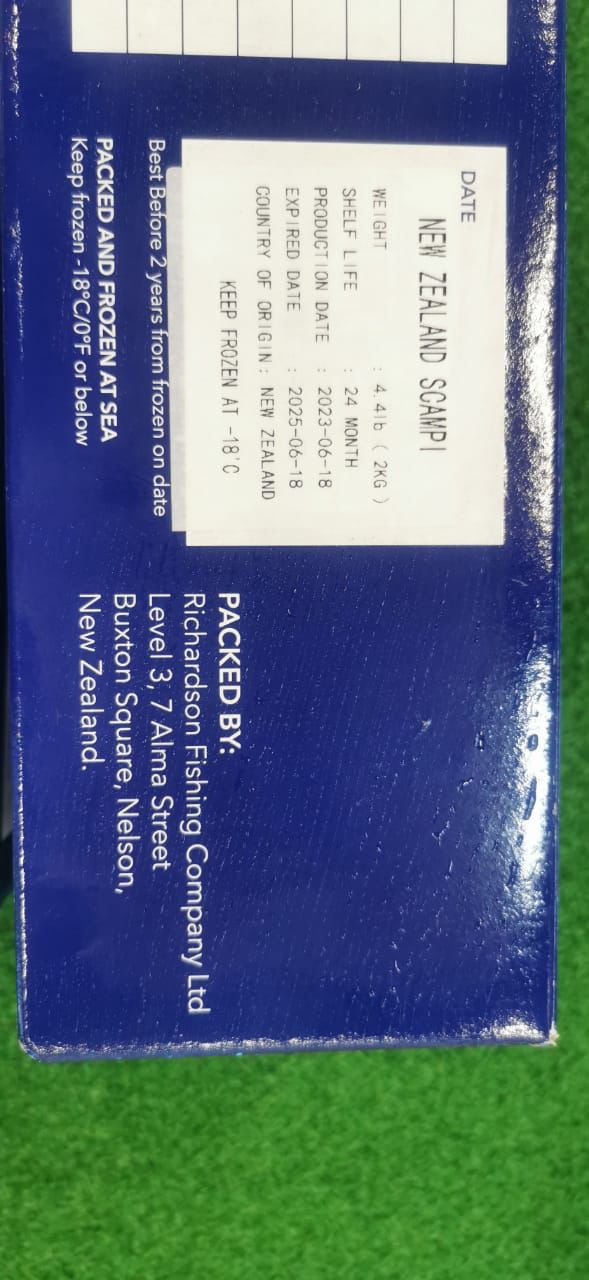 DATE
NEW ZEALAND SCAMPI
WEIGHT : 4.4lb ( 2KG )
SHELF LIFE : 24 MONTH
PRODUCTION DATE : 2023-06-18
EXPIRED DATE : 2025-06-18
COUNTRY OF ORIGIN: NEW ZEALAND
KEEP FROZEN AT -18'C
Best Before 2 years from frozen on date
PACKED AND FROZEN AT SEA
Keep frozen -18°C/0°F or below
PACKED BY:
Richardson Fishing Company Ltd
Level 3, 7 Alma Street
Buxton Square, Nelson,
New Zealand.